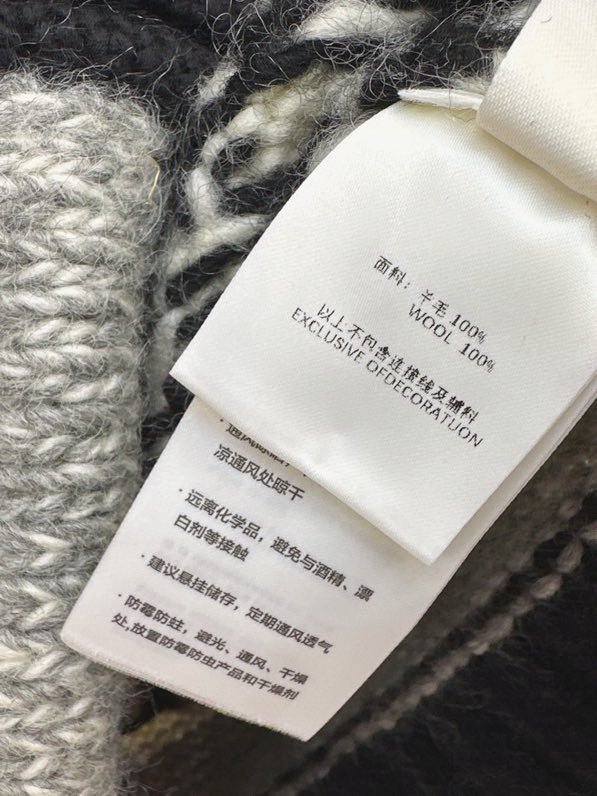 面料：羊毛 100%
WOOL 100%
以上不包含连接线及辅料
EXCLUSIVE OFDECORATUON
凉通风处晾干
· 远离化学品，避免与酒精、漂
白剂等接触
· 建议悬挂储存，定期通风透气
· 防霉防蛀，避光、通风、干燥
处,放置防霉防虫产品和干燥剂